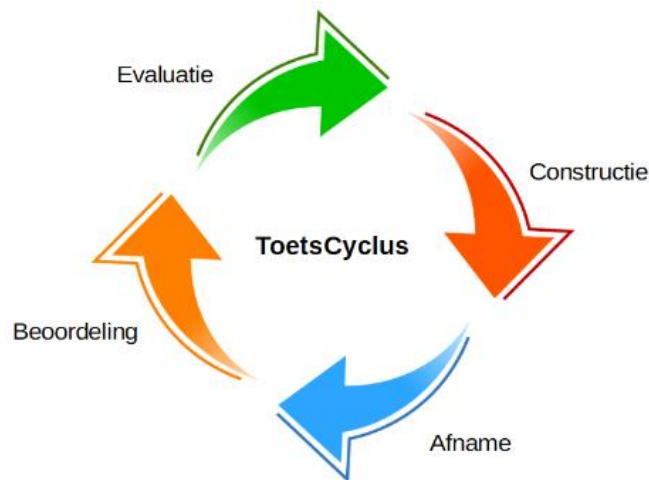 Evaluatie
Constructie
ToetsCyclus
Beoordeling
Afname